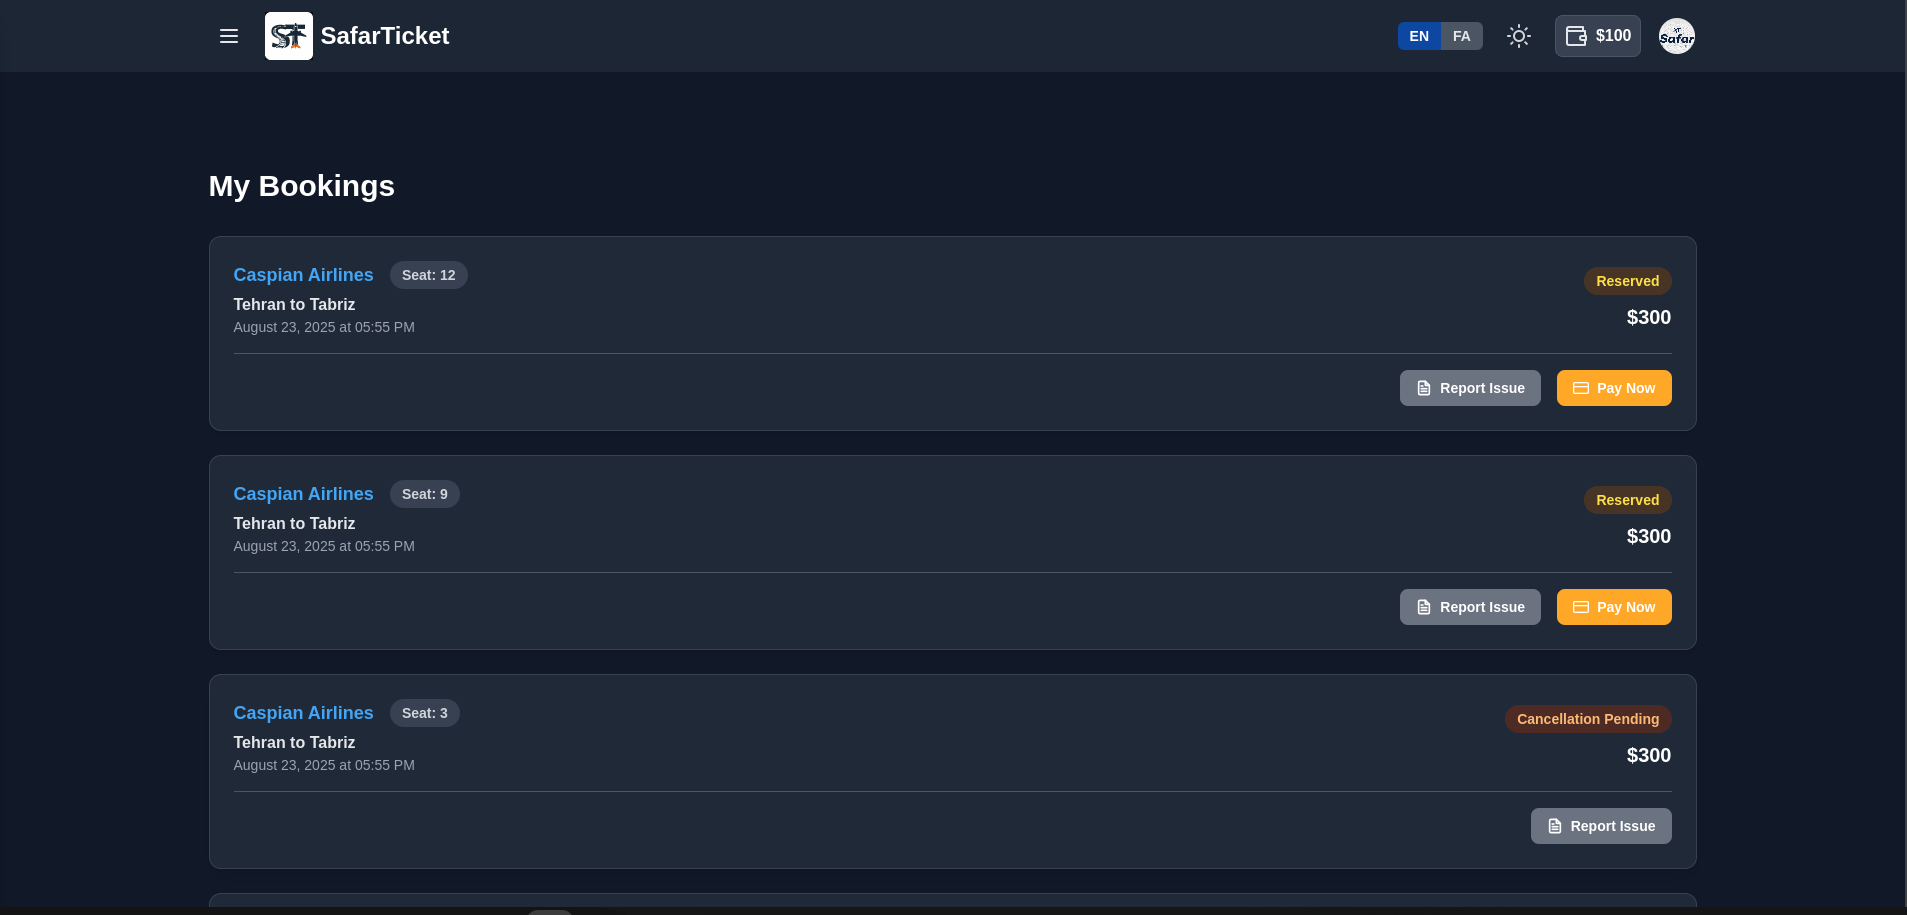 ST SafarTicket
EN FA
$100
Safar
My Bookings
Caspian Airlines Seat: 12
Reserved
Tehran to Tabriz
$300
August 23, 2025 at 05:55 PM
Report Issue Pay Now
Caspian Airlines Seat: 9
Reserved
Tehran to Tabriz
$300
August 23, 2025 at 05:55 PM
Report Issue Pay Now
Caspian Airlines Seat: 3
Cancellation Pending
Tehran to Tabriz
$300
August 23, 2025 at 05:55 PM
Report Issue